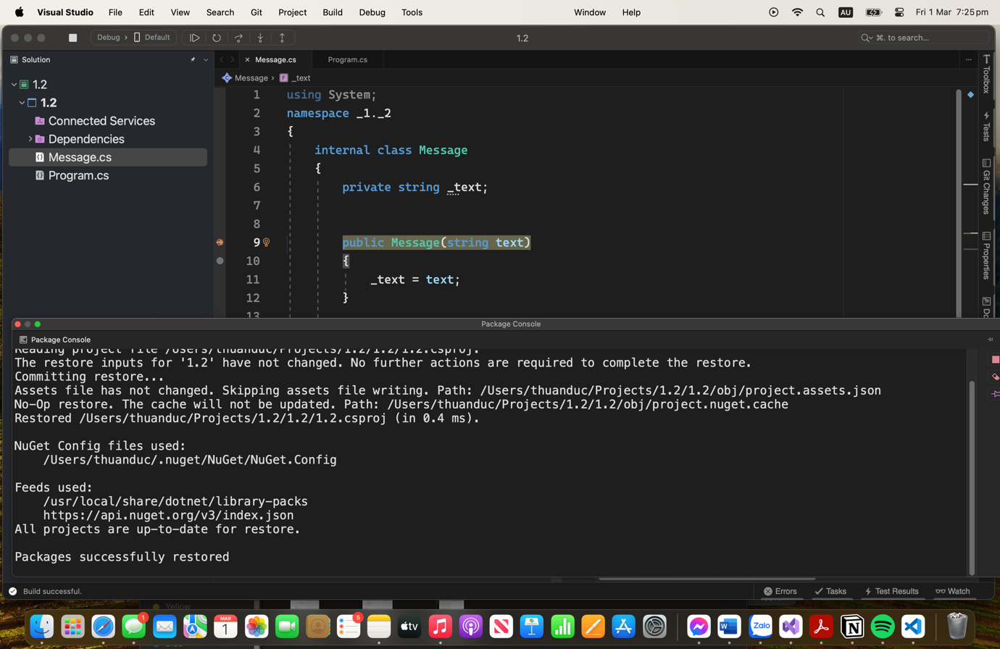 Visual Studio File Edit View Search Git Project Build Debug Tools Window Help AU Fri 1 Mar 7:25 pm
Debug › Default 1.2 ⌘. to search...
Solution
Message.cs Program.cs
Message › F _text
1.2
1.2
Connected Services
Dependencies
Message.cs
Program.cs
1 using System;
2 namespace _1._2
3 {
4 internal class Message
5 {
6 private string _text;
7
8
9 public Message(string text)
10 {
11 _text = text;
12 }
13
Toolbox
Tests
Git Changes
Properties
Package Console
Package Console
Reading project file /Users/thuanduc/Projects/1.2/1.2/1.2.csproj.
The restore inputs for '1.2' have not changed. No further actions are required to complete the restore.
Committing restore...
Assets file has not changed. Skipping assets file writing. Path: /Users/thuanduc/Projects/1.2/1.2/obj/project.assets.json
No-Op restore. The cache will not be updated. Path: /Users/thuanduc/Projects/1.2/1.2/obj/project.nuget.cache
Restored /Users/thuanduc/Projects/1.2/1.2/1.2.csproj (in 0.4 ms).
NuGet Config files used:
/Users/thuanduc/.nuget/NuGet/NuGet.Config
Feeds used:
/usr/local/share/dotnet/library-packs
https://api.nuget.org/v3/index.json
All projects are up-to-date for restore.
Packages successfully restored
Build successful. Errors Tasks Test Results Watch
Yellow
1 MAR 1 5 tv N W Zalo N